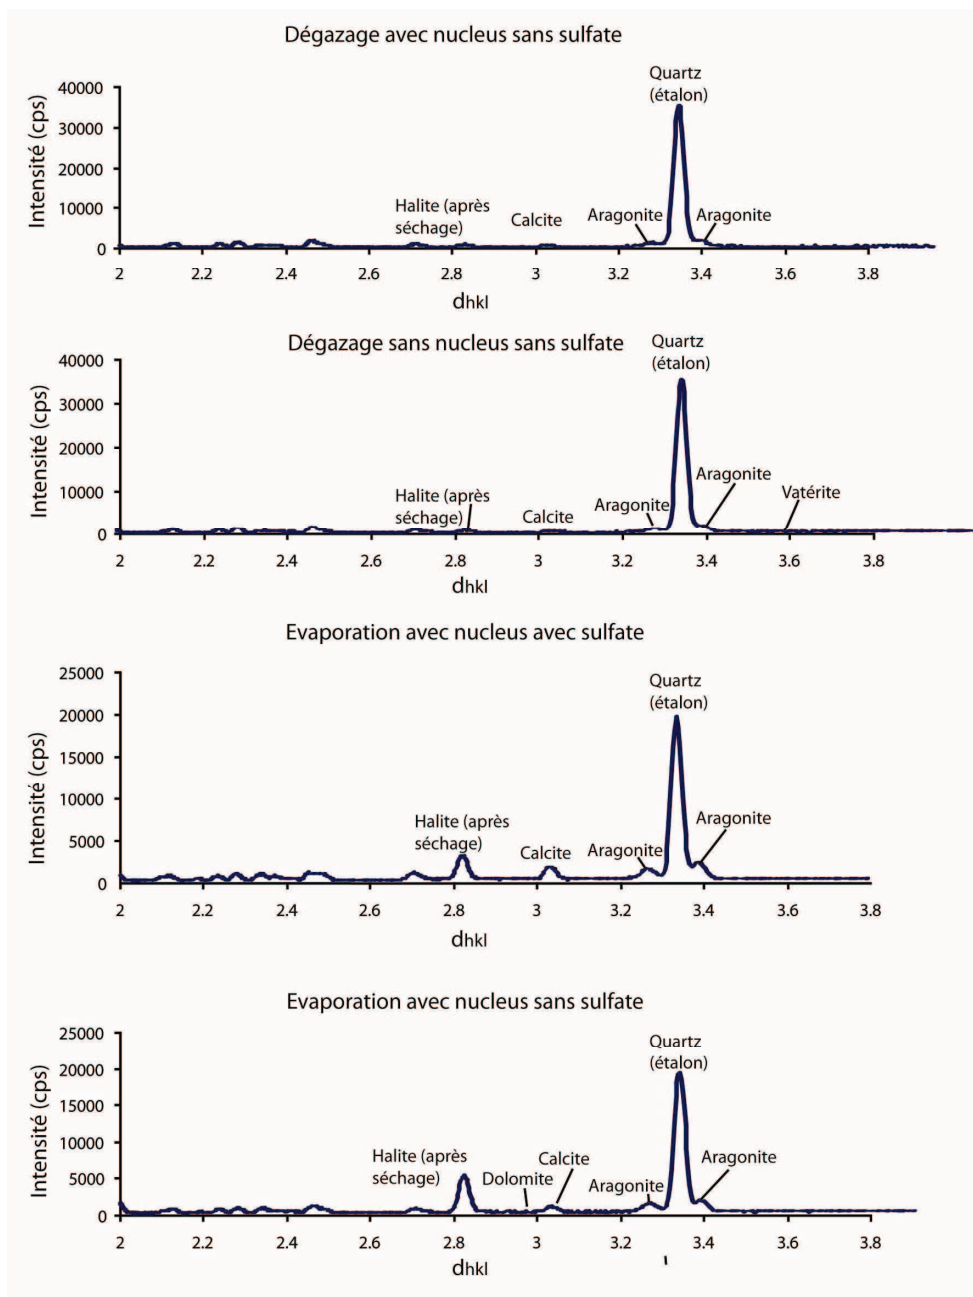 Dégazage avec nucleus sans sulfate
Quartz
(étalon)
Intensité (cps)
40000
30000
20000
10000
0
Halite (après
séchage)
Calcite
Aragonite
Aragonite
2
2.2
2.4
2.6
2.8
3
3.2
3.4
3.6
3.8
dhkl
Dégazage sans nucleus sans sulfate
Quartz
(étalon)
Intensité (cps)
40000
30000
20000
10000
0
Halite (après
séchage)
Calcite
Aragonite
Aragonite
Vatérite
2
2.2
2.4
2.6
2.8
3
3.2
3.4
3.6
3.8
dhkl
Evaporation avec nucleus avec sulfate
Quartz
(étalon)
Intensité (cps)
25000
20000
15000
10000
5000
0
Halite (après
séchage)
Calcite
Aragonite
Aragonite
2
2.2
2.4
2.6
2.8
3
3.2
3.4
3.6
3.8
dhkl
Evaporation avec nucleus sans sulfate
Quartz
(étalon)
Intensité (cps)
25000
20000
15000
10000
5000
0
Halite (après
séchage)
Dolomite
Calcite
Aragonite
Aragonite
2
2.2
2.4
2.6
2.8
3
3.2
3.4
3.6
3.8
dhkl